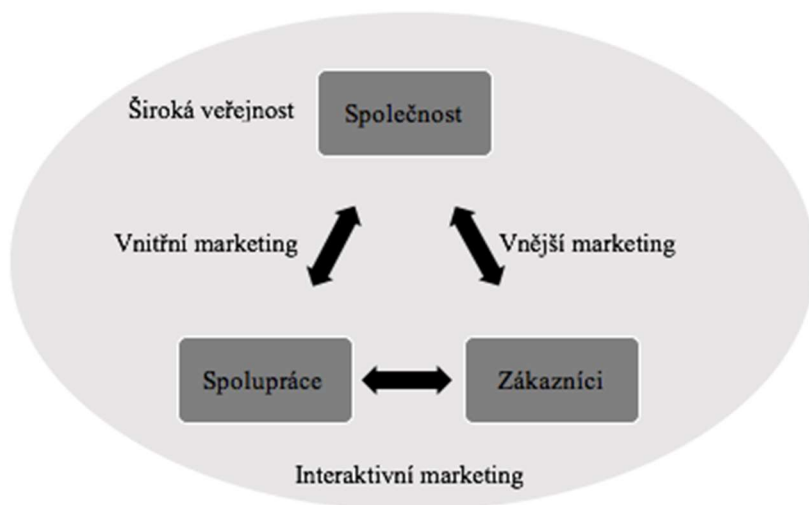 Široká veřejnost
Společnost
Vnitřní marketing
Vnější marketing
Spolupráce
Zákazníci
Interaktivní marketing